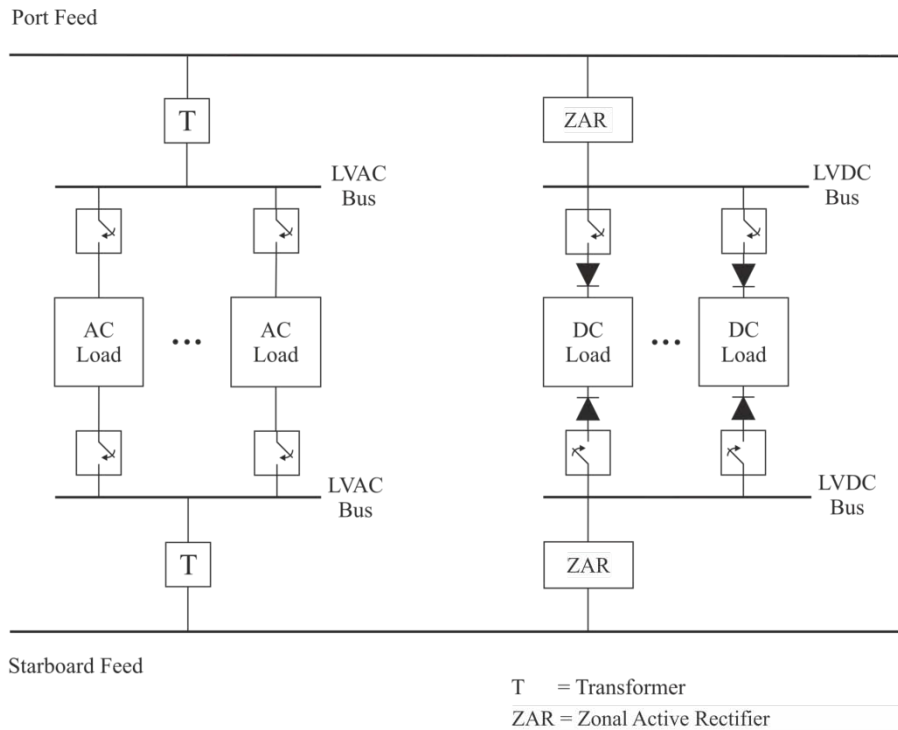 Port Feed
T
ZAR
LVAC
Bus
LVDC
Bus
AC
Load
...
AC
Load
DC
Load
...
DC
Load
LVAC
Bus
LVDC
Bus
T
ZAR
Starboard Feed
T = Transformer
ZAR = Zonal Active Rectifier